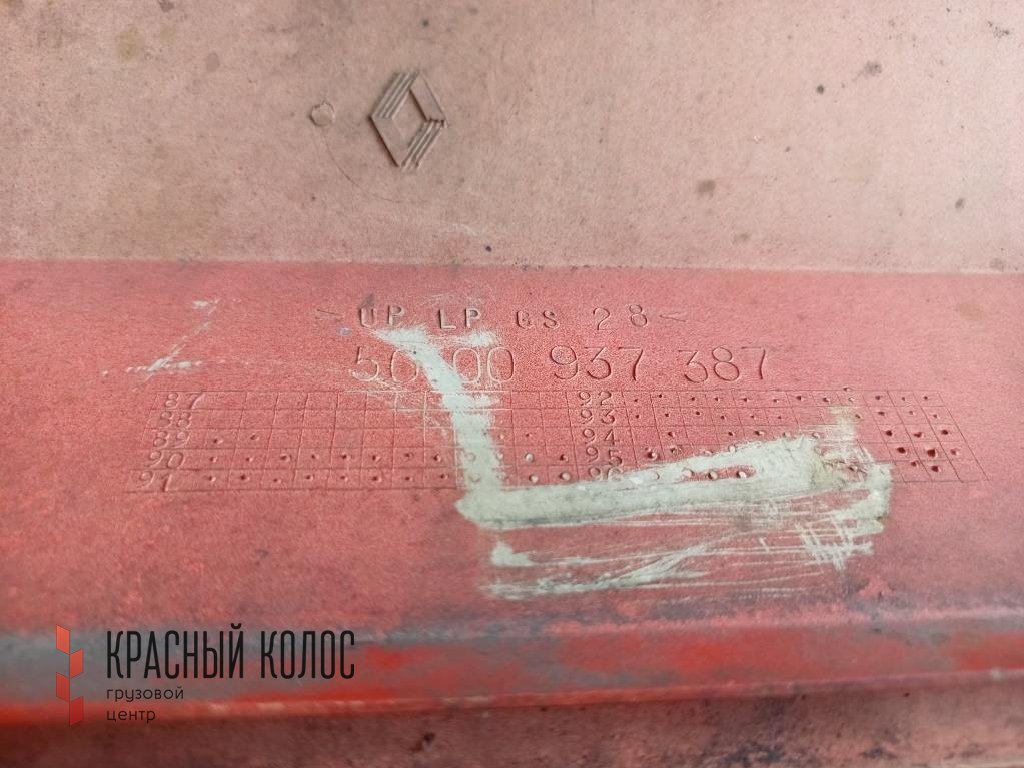 >UP LP GS 28<
937 387
87 92
88 93
89 94
90 95
91 96
КРАСНЫЙ КОЛОС
грузовой
центр